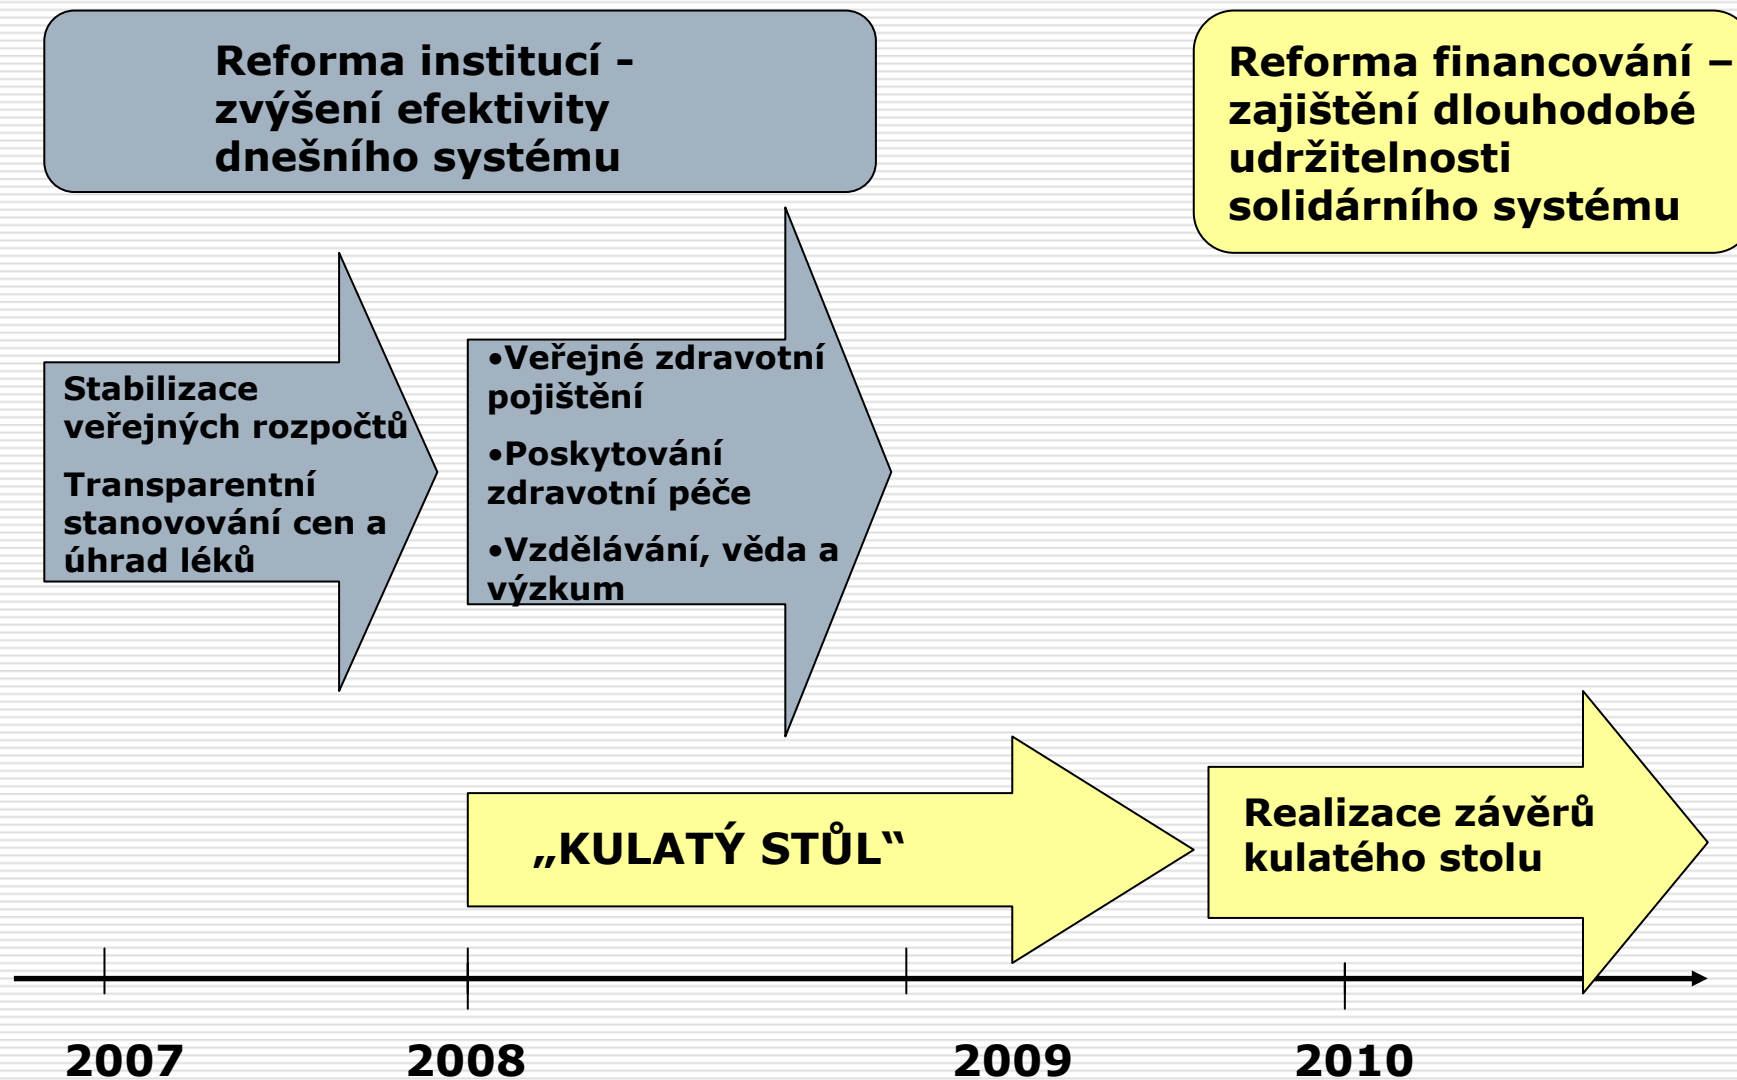 Reforma institucí -
zvýšení efektivity
dnešního systému
Reforma financování –
zajištění dlouhodobé
udržitelnosti
solidárního systému
Stabilizace
veřejných rozpočtů
Transparentní
stanovování cen a
úhrad léků
•Veřejné zdravotní
pojištění
•Poskytování
zdravotní péče
•Vzdělávání, věda a
výzkum
„KULATÝ STŮL“
Realizace závěrů
kulatého stolu
2007
2008
2009
2010